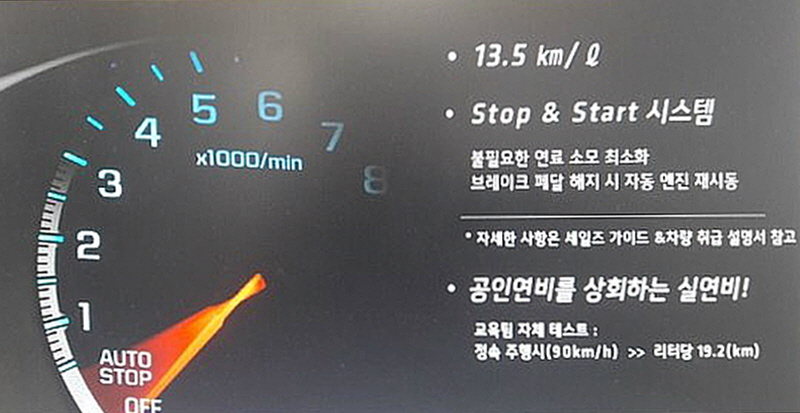 5 6
4 7
x1000/min
3 8
2
1
AUTO
STOP
OFF
• 13.5 km/ℓ
• Stop & Start 시스템
불필요한 연료 소모 최소화
브레이크 페달 해지 시 자동 엔진 재시동
* 자세한 사항은 세일즈 가이드 &차량 취급 설명서 참고
• 공인연비를 상회하는 실연비!
교육팀 자체 테스트 :
정속 주행시(90km/h) >> 리터당 19.2(km)